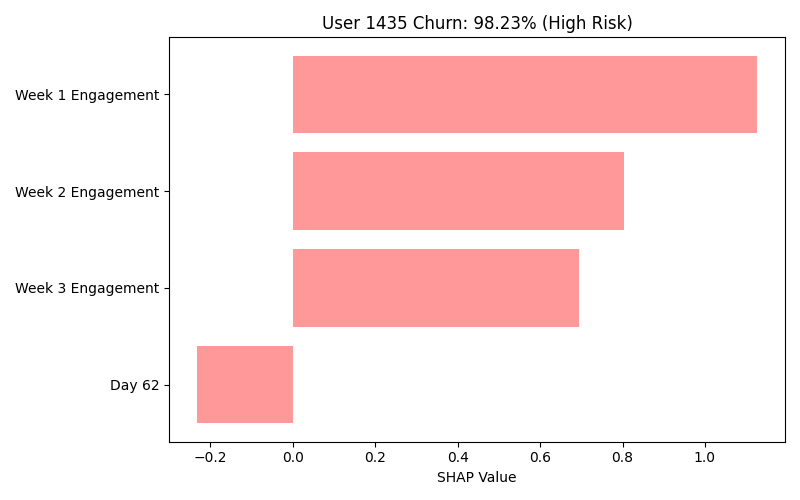 User 1435 Churn: 98.23% (High Risk)
Week 1 Engagement
Week 2 Engagement
Week 3 Engagement
Day 62
−0.2 0.0 0.2 0.4 0.6 0.8 1.0
SHAP Value